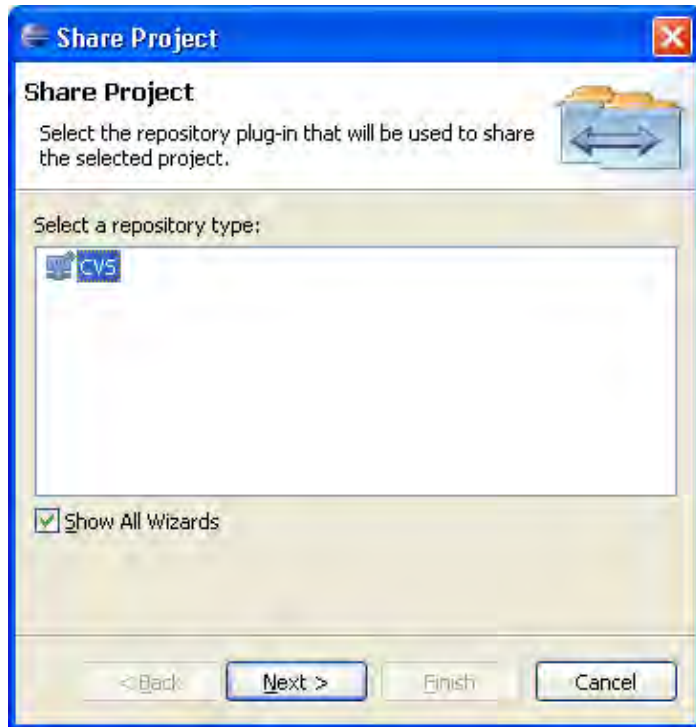 Share Project
Share Project
Select the repository plug-in that will be used to share
the selected project.
Select a repository type:
CVS
Show All Wizards
< Back
Next >
Finish
Cancel